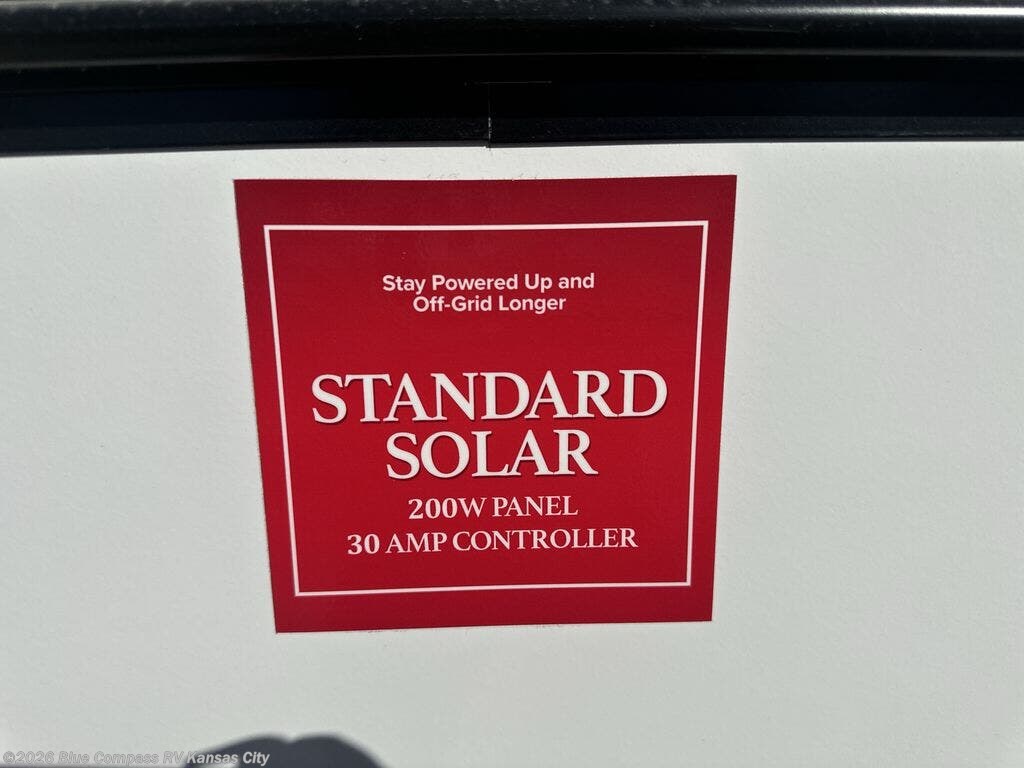 Stay Powered Up and
Off-Grid Longer
STANDARD
SOLAR
200W PANEL
30 AMP CONTROLLER
©2026 Blue Compass RV Kansas City